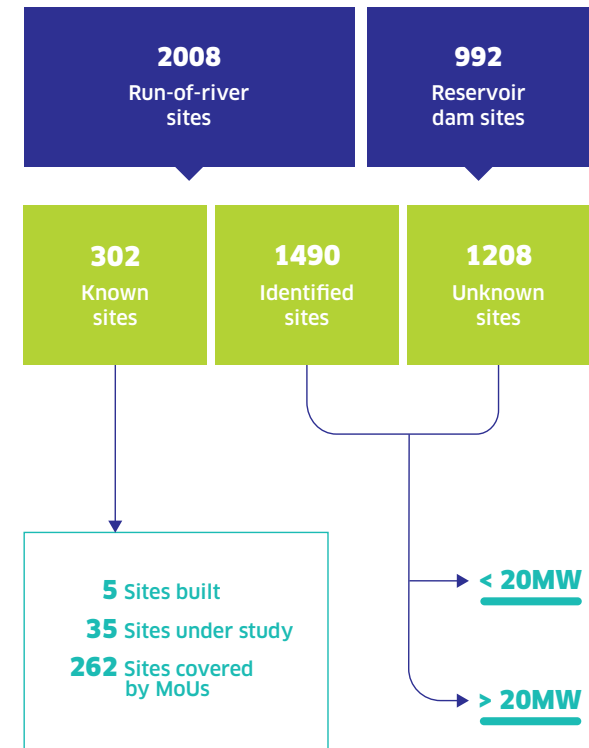 2008
Run-of-river
sites
992
Reservoir
dam sites
302
Known
sites
1490
Identified
sites
1208
Unknown
sites
5 Sites built
35 Sites under study
262 Sites covered
by MoUs
< 20MW
> 20MW